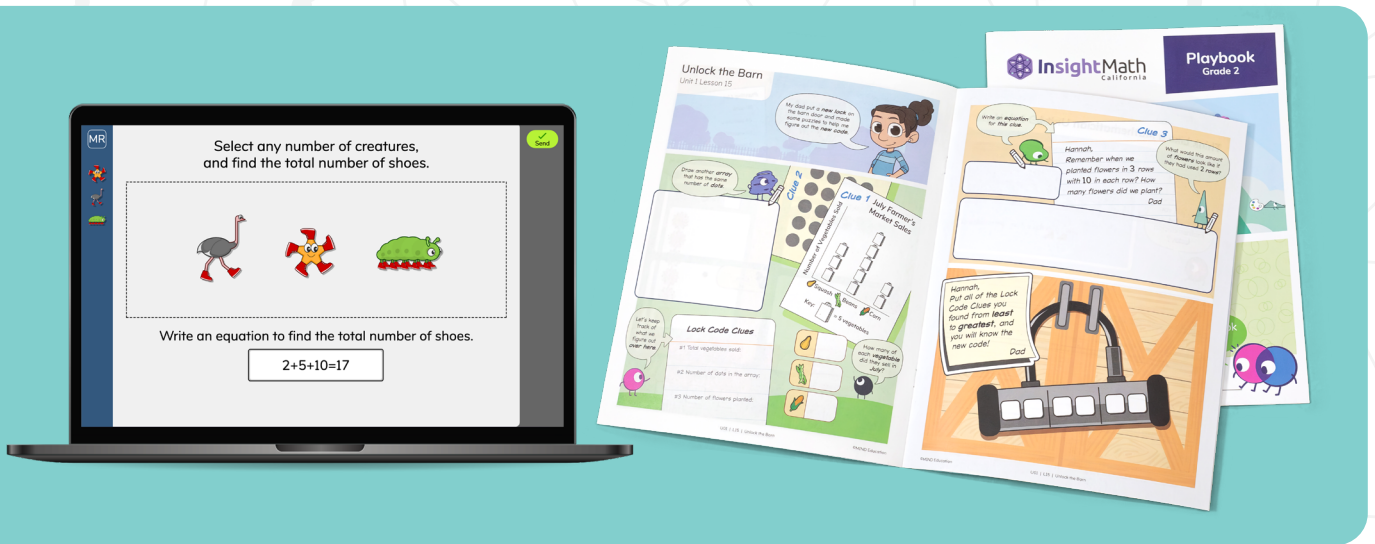 MR
Send
Select any number of creatures,
and find the total number of shoes.
Write an equation to find the total number of shoes.
2+5+10=17
Unlock the Barn
Unit 1 Lesson 15
My dad put a new lock on
the barn door and made
some puzzles to help me
figure out the new code.
Draw another array
that has the same
number of dots.
Clue 2
Clue 1 July Farmer's
Market Sales
Number of Vegetables Sold
Squash
Beans
Corn
Key:
= 5 vegetables
Let's keep
track of
what we
figure out
over here.
Lock Code Clues
#1 Total vegetables sold:
#2 Number of dots in the array:
#3 Number of flowers planted:
How many of
each vegetable
did they sell in
July?
Unlock the Barn
©MIND Education
InsightMath
California
Playbook
Grade 2
Write an equation
for this clue.
Clue 3
Hannah,
Remember when we
planted flowers in 3 rows
with 10 in each row? How
many flowers did we plant?
Dad
What would this amount
of flowers look like if
they had used 2 rows?
Hannah,
Put all of the Lock
Code Clues you
found from least
to greatest, and
you will know the
new code!
Dad
©MIND Education
Unlock the Barn